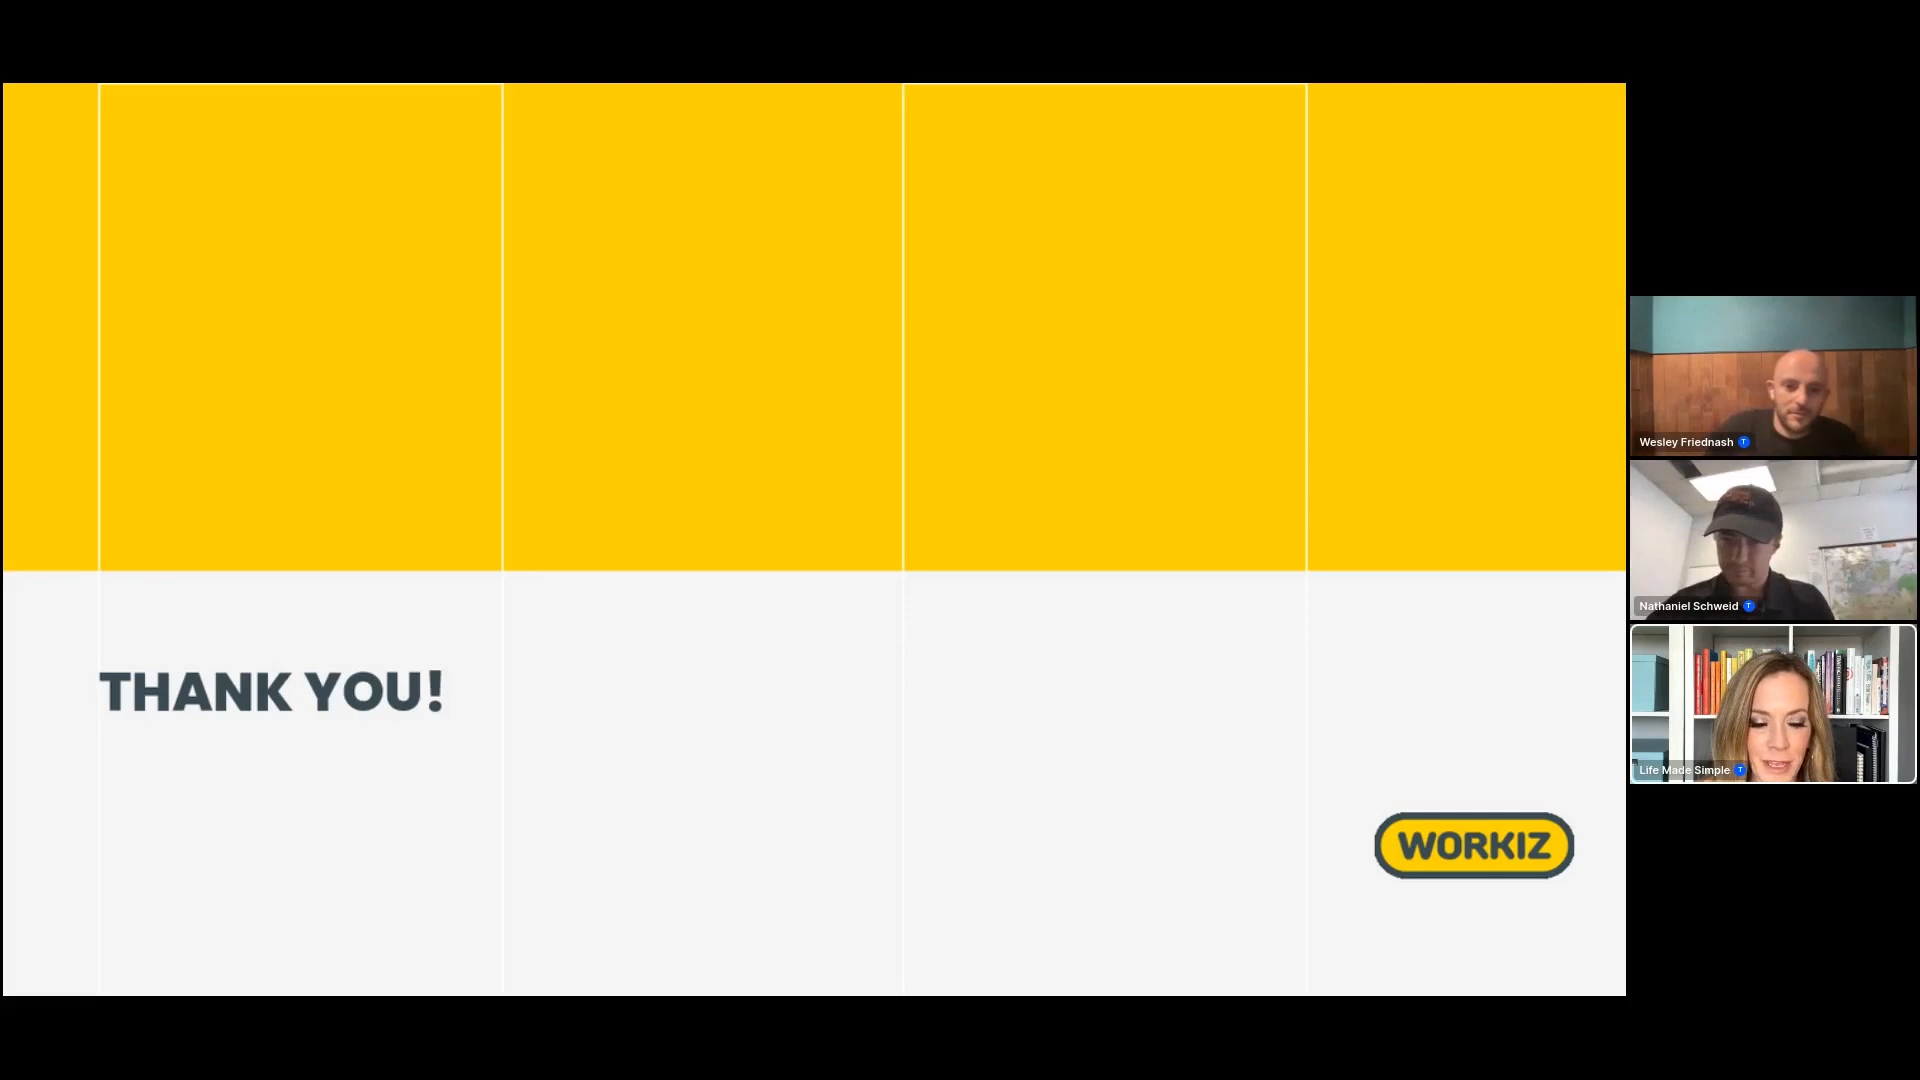 THANK YOU!
WORKIZ
Wesley Friednash T
Nathaniel Schweid T
Life Made Simple T